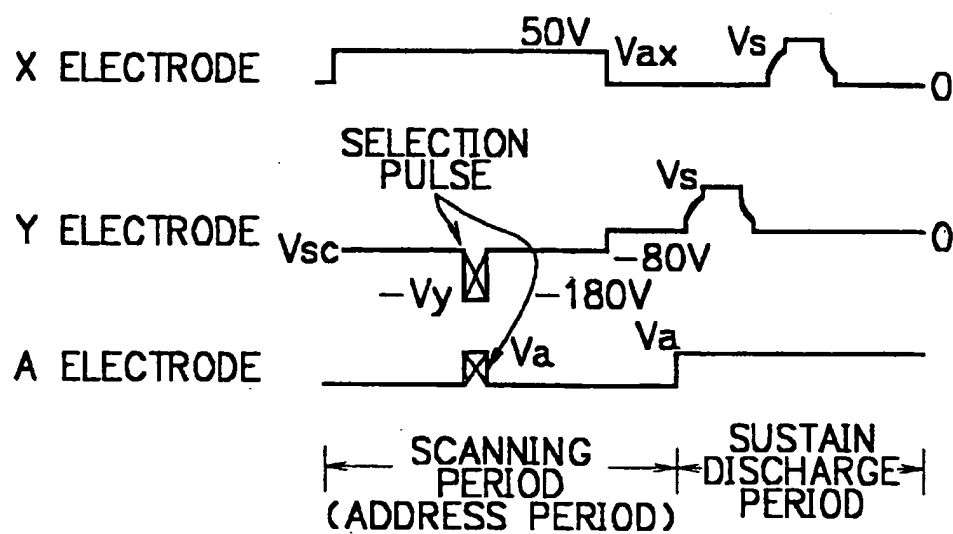 50V
X ELECTRODE
Vax
Vs
0
SELECTION
PULSE
Vs
Y ELECTRODE
Vsc
0
-80V
-Vy
-180V
Va
Va
A ELECTRODE
SCANNING
PERIOD
(ADDRESS PERIOD)
SUSTAIN
DISCHARGE
PERIOD